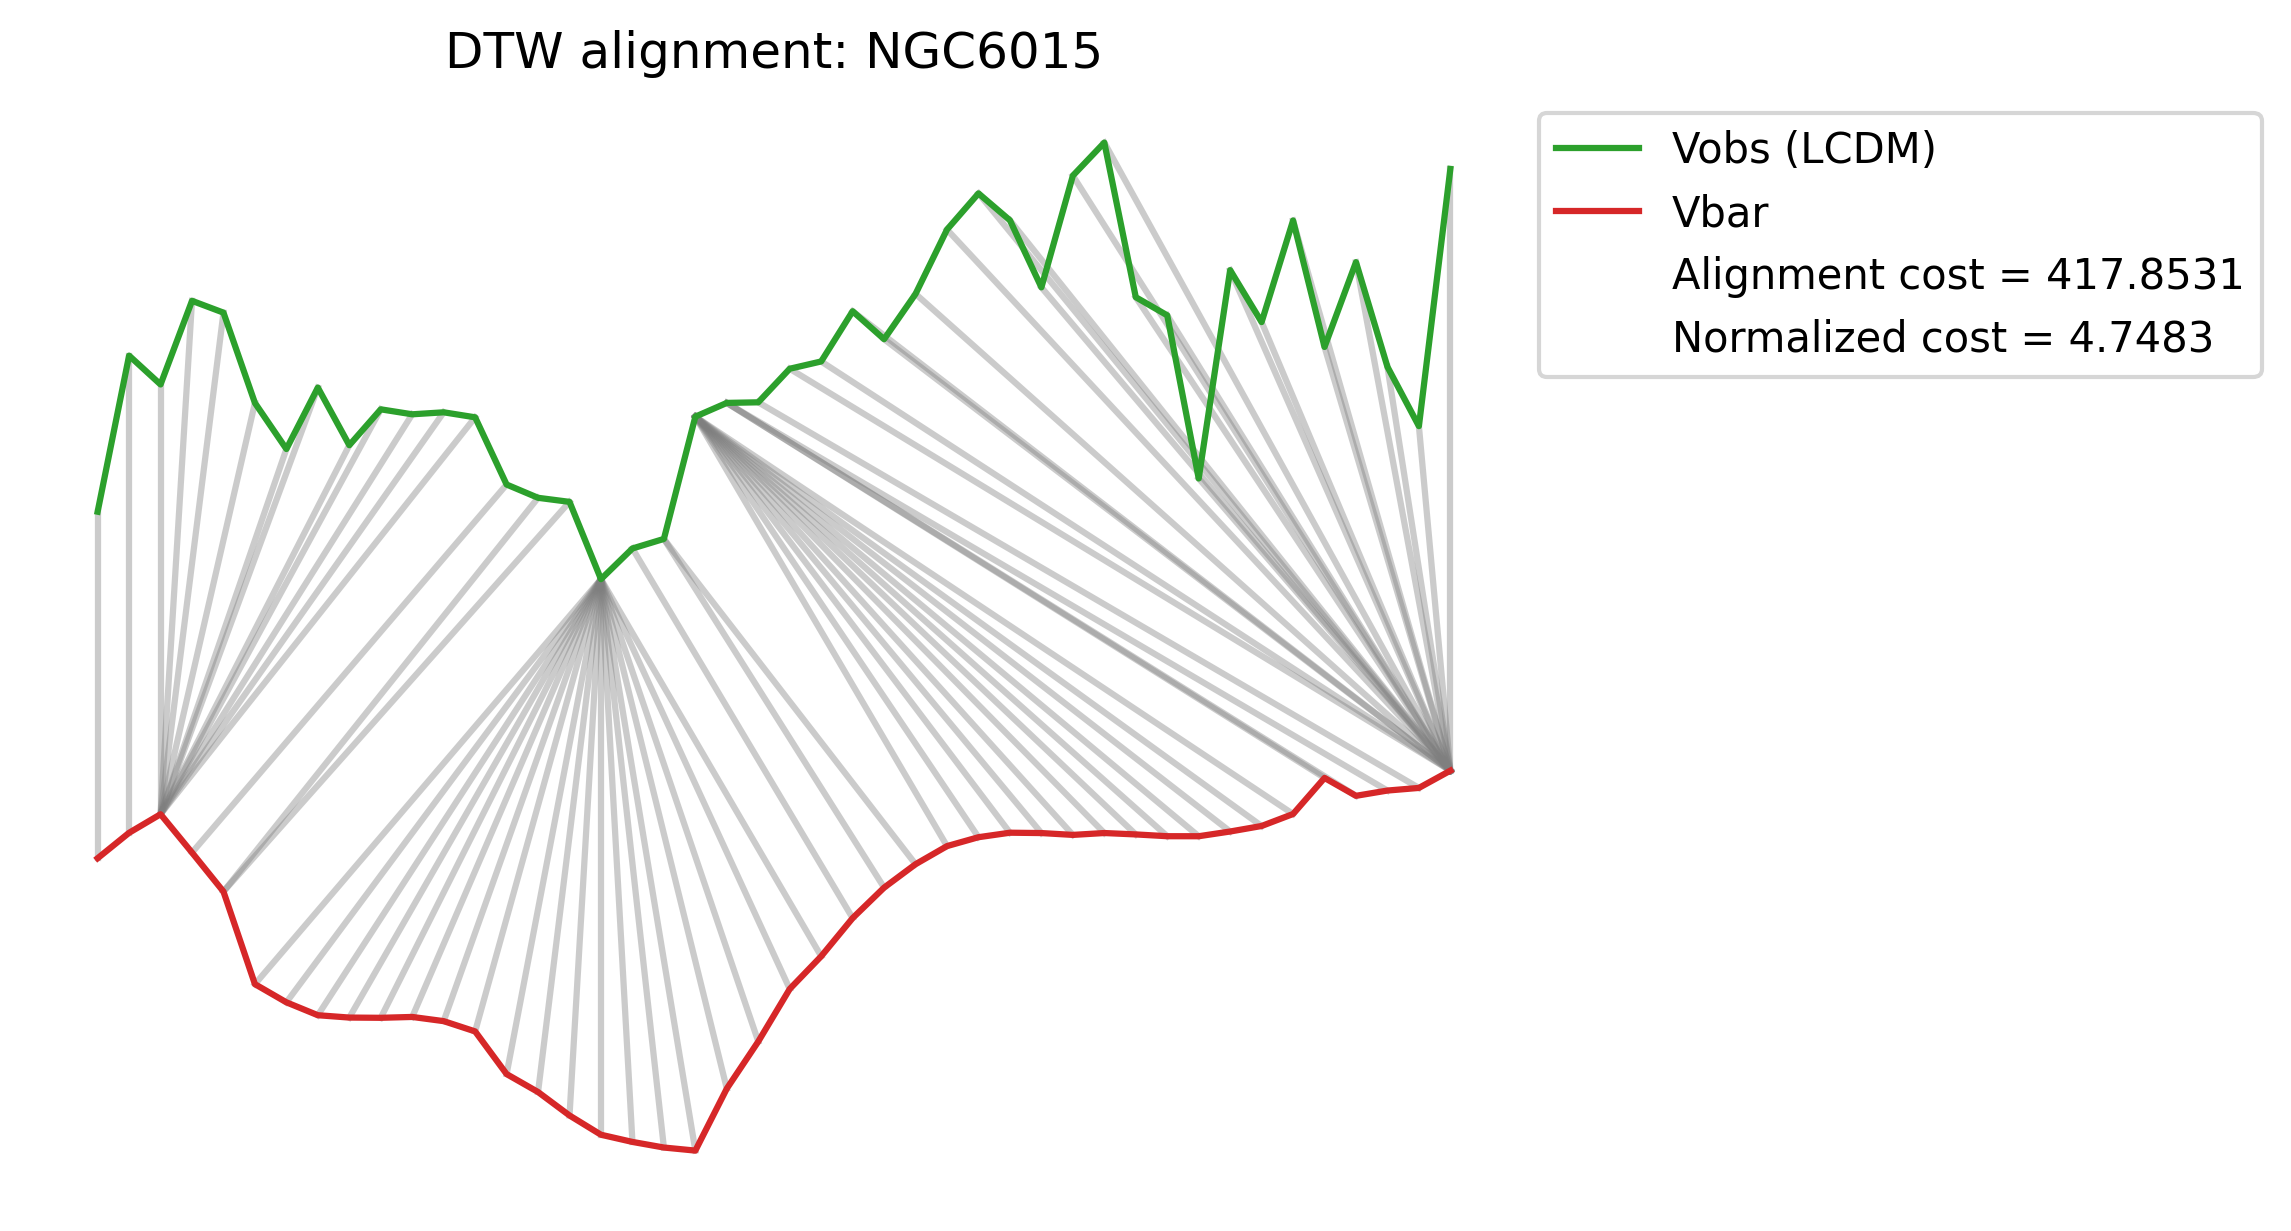 DTW alignment: NGC6015
Vobs (LCDM)
Vbar
Alignment cost = 417.8531
Normalized cost = 4.7483